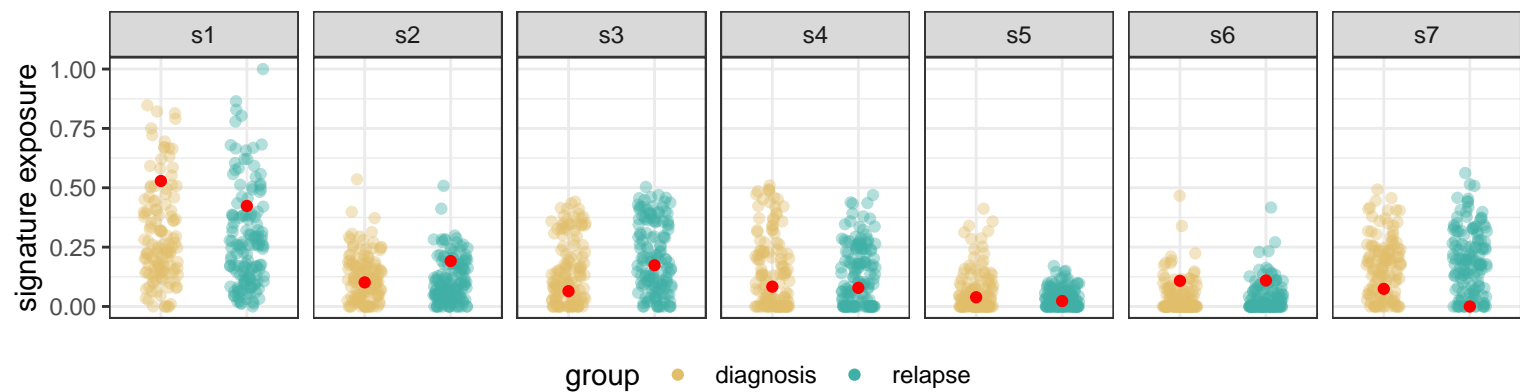 s1 s2 s3 s4 s5 s6 s7
signature exposure
1.00
0.75
0.50
0.25
0.00
group diagnosis relapse